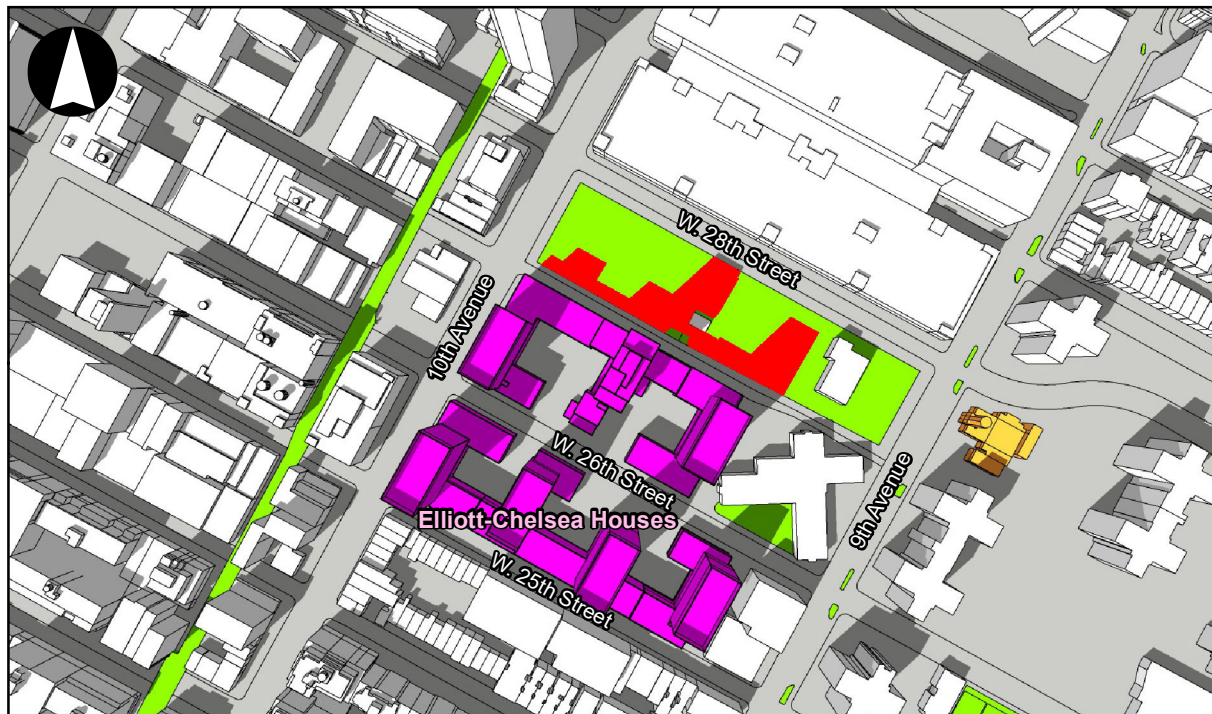 W. 28th Street
10th Avenue
W. 26th Street
9th Avenue
Elliott-Chelsea Houses
W. 25th Street